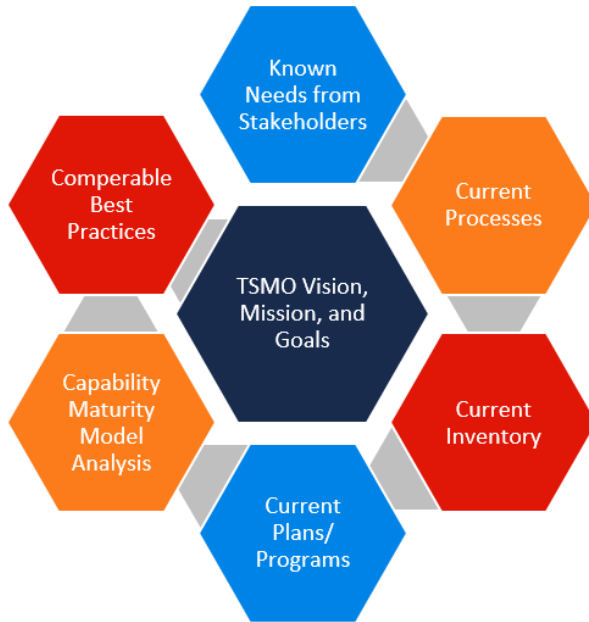 Known
Needs from
Stakeholders
Current
Processes
Current
Inventory
Current
Plans/
Programs
Capability
Maturity
Model
Analysis
Comperable
Best
Practices
TSMO Vision,
Mission, and
Goals